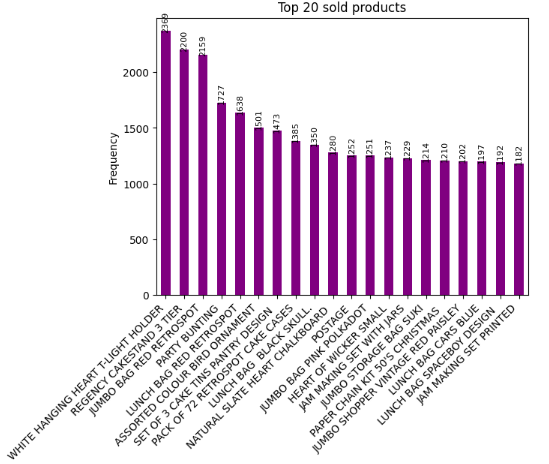 Top 20 sold products
Frequency
2000
1500
1000
500
0
2369
2200
2159
1727
1638
1501
1473
1385
1350
1280
1252
1251
1237
1229
1214
1210
1202
1197
1192
1182
WHITE HANGING HEART T-LIGHT HOLDER
REGENCY CAKESTAND 3 TIER
JUMBO BAG RED RETROSPOT
PARTY BUNTING
LUNCH BAG RED RETROSPOT
ASSORTED COLOUR BIRD ORNAMENT
SET OF 3 CAKE TINS PANTRY DESIGN
PACK OF 72 RETROSPOT CAKE CASES
LUNCH BAG BLACK SKULL.
NATURAL SLATE HEART CHALKBOARD
POSTAGE
JUMBO BAG PINK POLKADOT
HEART OF WICKER SMALL
JAM MAKING SET WITH JARS
JUMBO STORAGE BAG SUKI
PAPER CHAIN KIT 50'S CHRISTMAS
JUMBO SHOPPER VINTAGE RED PAISLEY
LUNCH BAG CARS BLUE
LUNCH BAG SPACEBOY DESIGN
JAM MAKING SET PRINTED